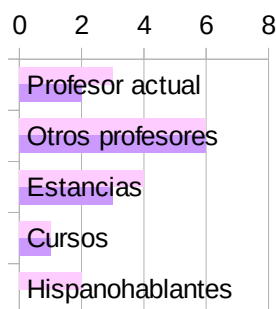 0 2 4 6 8
Profesor actual
Otros profesores
Estancias
Cursos
Hispanohablantes